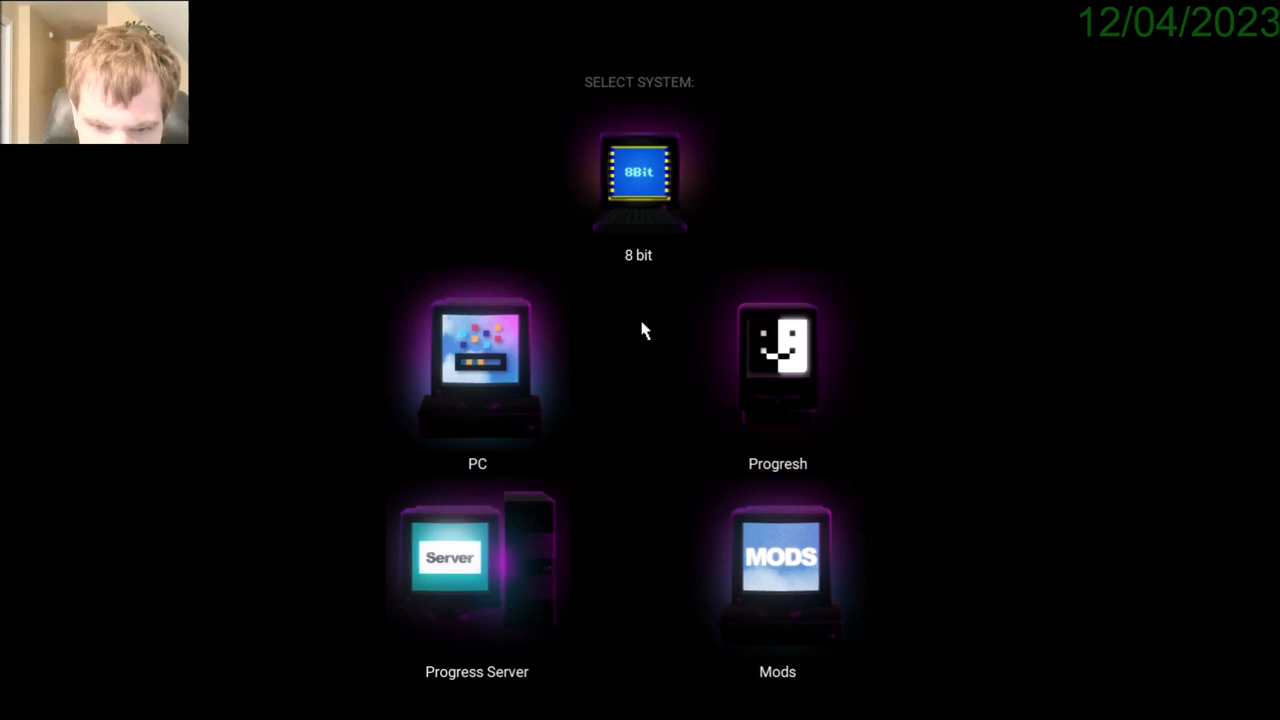 12/04/2023
SELECT SYSTEM:
8Bit
8 bit
PC
Progresh
Server
MODS
Progress Server
Mods